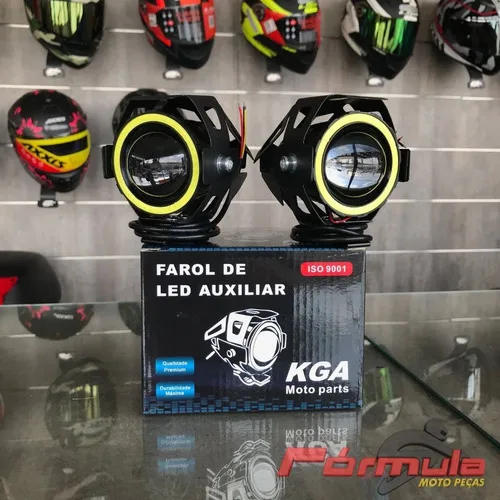 FAROL DE
LED AUXILIAR
ISO 9001
Qualidade
Premium
Durabilidade
Máxima
KGA
Moto parts
Fórmula
MOTO PEÇAS